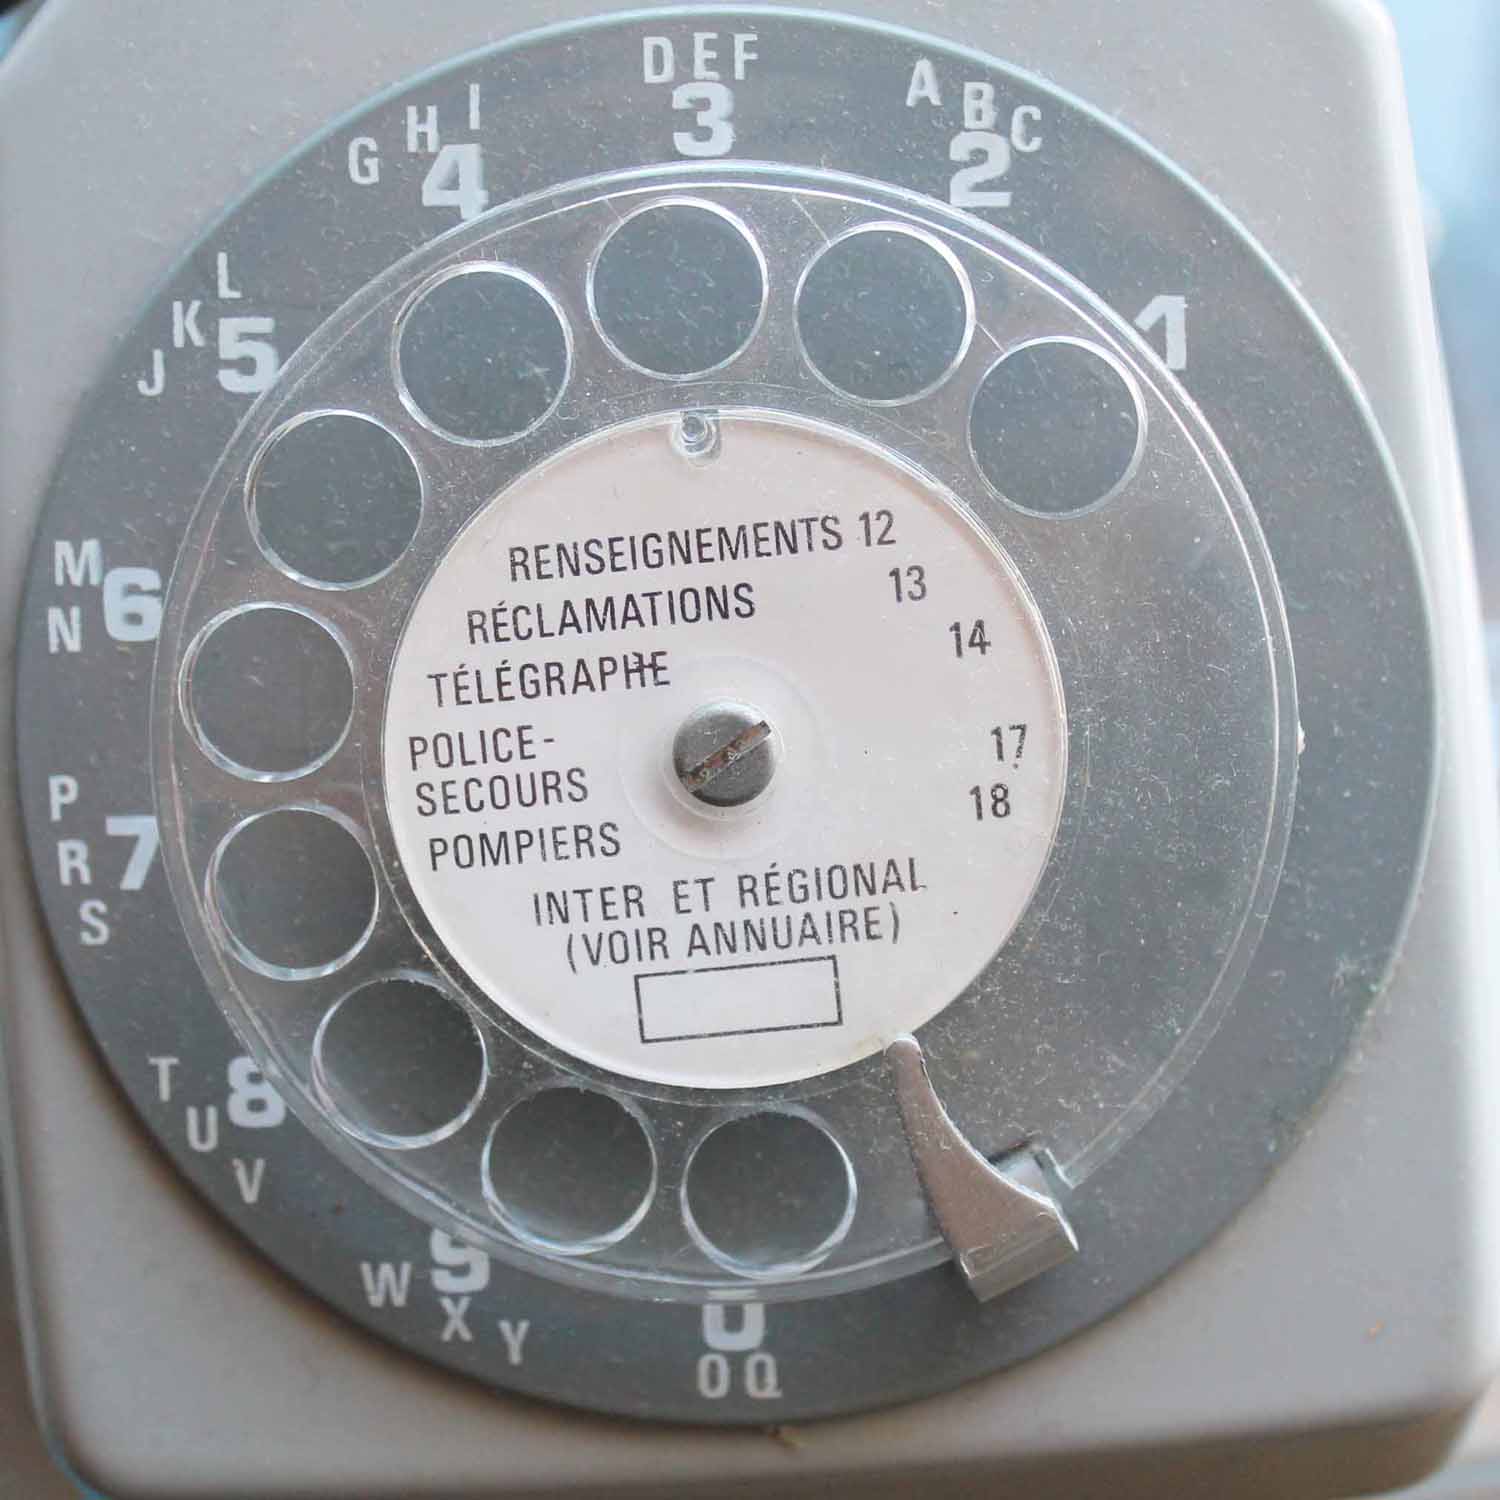 DEF
3
ABC
2
1
GHI
4
JKL
5
MN
6
PRS
7
TUV
8
WXY
9
0
OQ
RENSEIGNEMENTS 12
RÉCLAMATIONS 13
TÉLÉGRAPHE 14
POLICE-
SECOURS 17
POMPIERS 18
INTER ET RÉGIONAL
(VOIR ANNUAIRE)